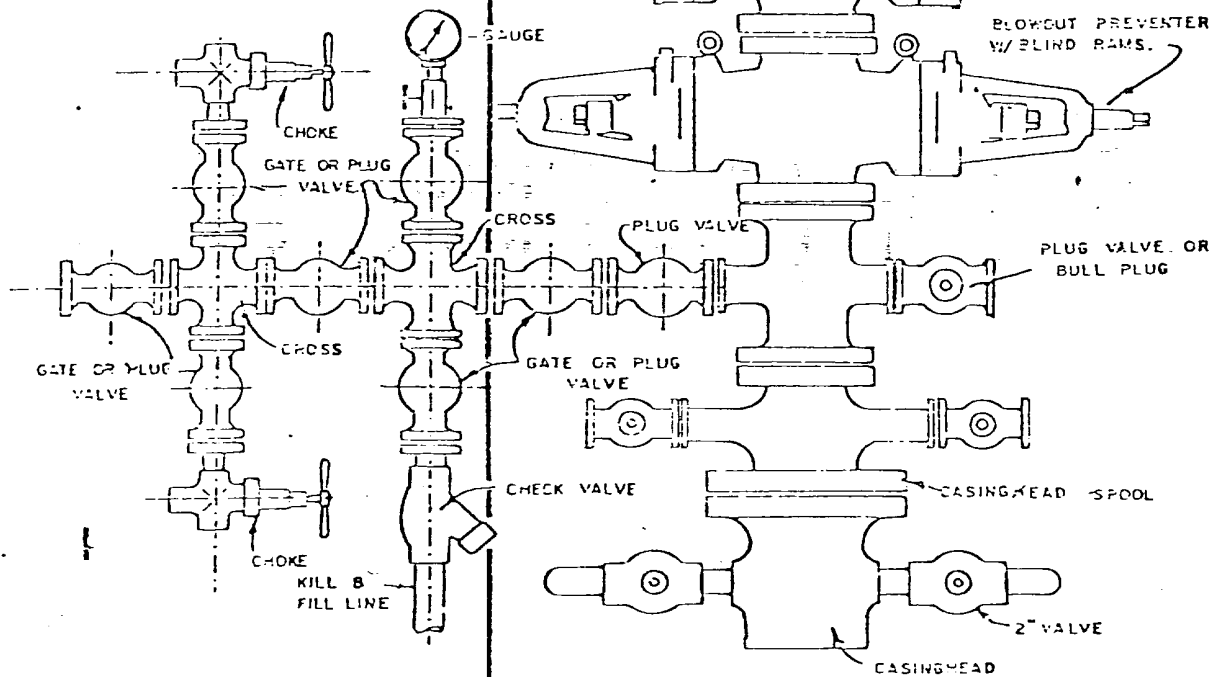 BLOWOUT PREVENTER
W/BLIND RAMS.
GAUGE
CHOKE
GATE OR PLUG
VALVE
CROSS
PLUG VALVE
PLUG VALVE OR
BULL PLUG
CROSS
GATE OR PLUG
VALVE
GATE OR PLUG
VALVE
CHECK VALVE
CASINGHEAD SPOOL
CHOKE
KILL &
FILL LINE
2" VALVE
CASINGHEAD